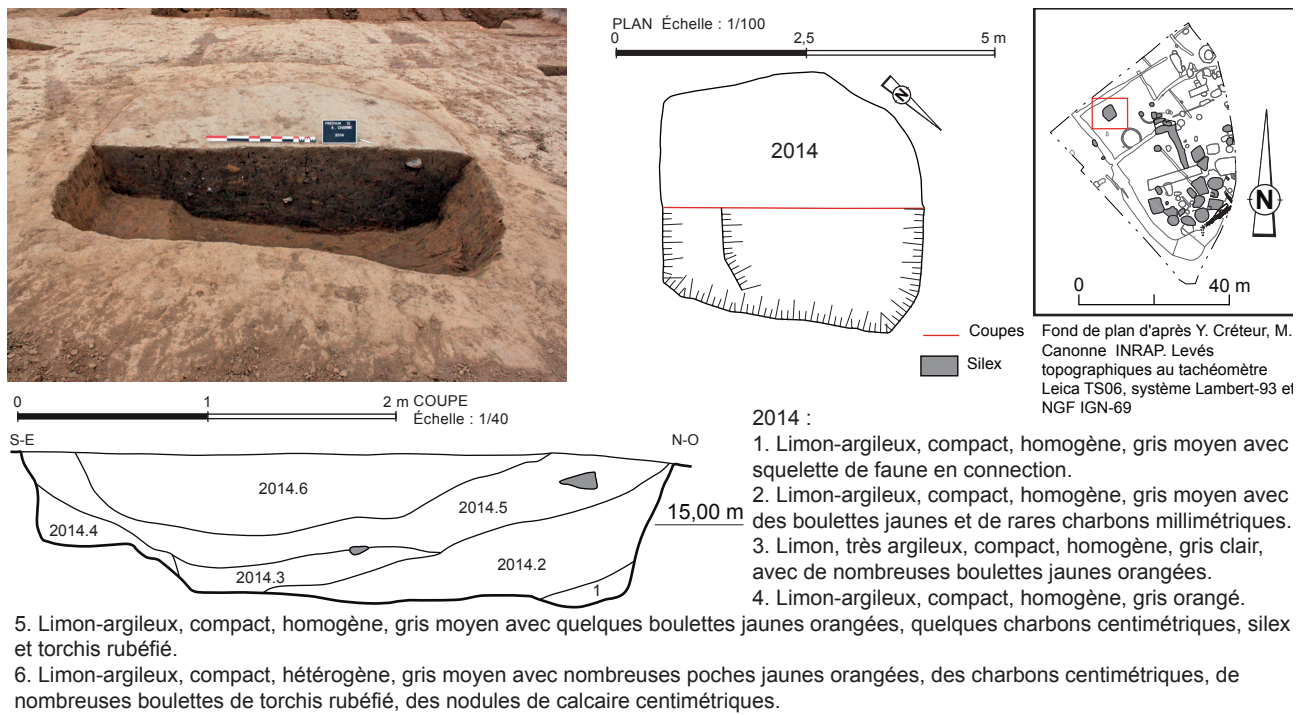 FRETHUN 12
2014
PLAN Échelle : 1/100
0 2,5 5 m
N
2014
N
0 40 m
Coupes
Silex
Fond de plan d'après Y. Créteur, M.
Canonne INRAP. Levés
topographiques au tachéomètre
Leica TS06, système Lambert-93 et
NGF IGN-69
0 1 2 m COUPE
Échelle : 1/40
S-E N-O
2014.6
2014.5
2014.4
2014.3
2014.2
1
15,00 m
2014 :
1. Limon-argileux, compact, homogène, gris moyen avec
squelette de faune en connection.
2. Limon-argileux, compact, homogène, gris moyen avec
des boulettes jaunes et de rares charbons millimétriques.
3. Limon, très argileux, compact, homogène, gris clair,
avec de nombreuses boulettes jaunes orangées.
4. Limon-argileux, compact, homogène, gris orangé.
5. Limon-argileux, compact, homogène, gris moyen avec quelques boulettes jaunes orangées, quelques charbons centimétriques, silex
et torchis rubéfié.
6. Limon-argileux, compact, hétérogène, gris moyen avec nombreuses poches jaunes orangées, des charbons centimétriques, de
nombreuses boulettes de torchis rubéfié, des nodules de calcaire centimétriques.